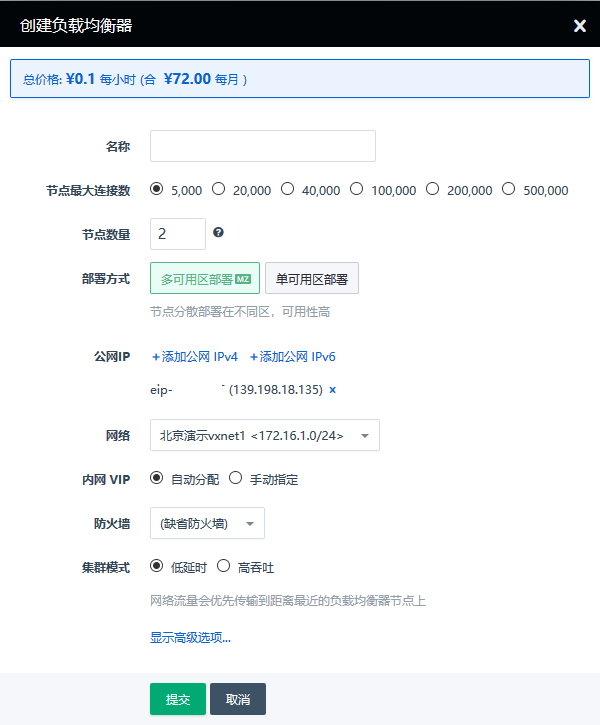 创建负载均衡器
总价格: ¥0.1 每小时 (合 ¥72.00 每月 )
名称
节点最大连接数 5,000 20,000 40,000 100,000 200,000 500,000
节点数量 2
部署方式 多可用区部署 MZ 单可用区部署
节点分散部署在不同区，可用性高
公网IP +添加公网 IPv4 +添加公网 IPv6
eip- (139.198.18.135) ×
网络 北京演示vxnet1 <172.16.1.0/24>
内网 VIP 自动分配 手动指定
防火墙 (缺省防火墙)
集群模式 低延时 高吞吐
网络流量会优先传输到距离最近的负载均衡器节点上
显示高级选项...
提交 取消